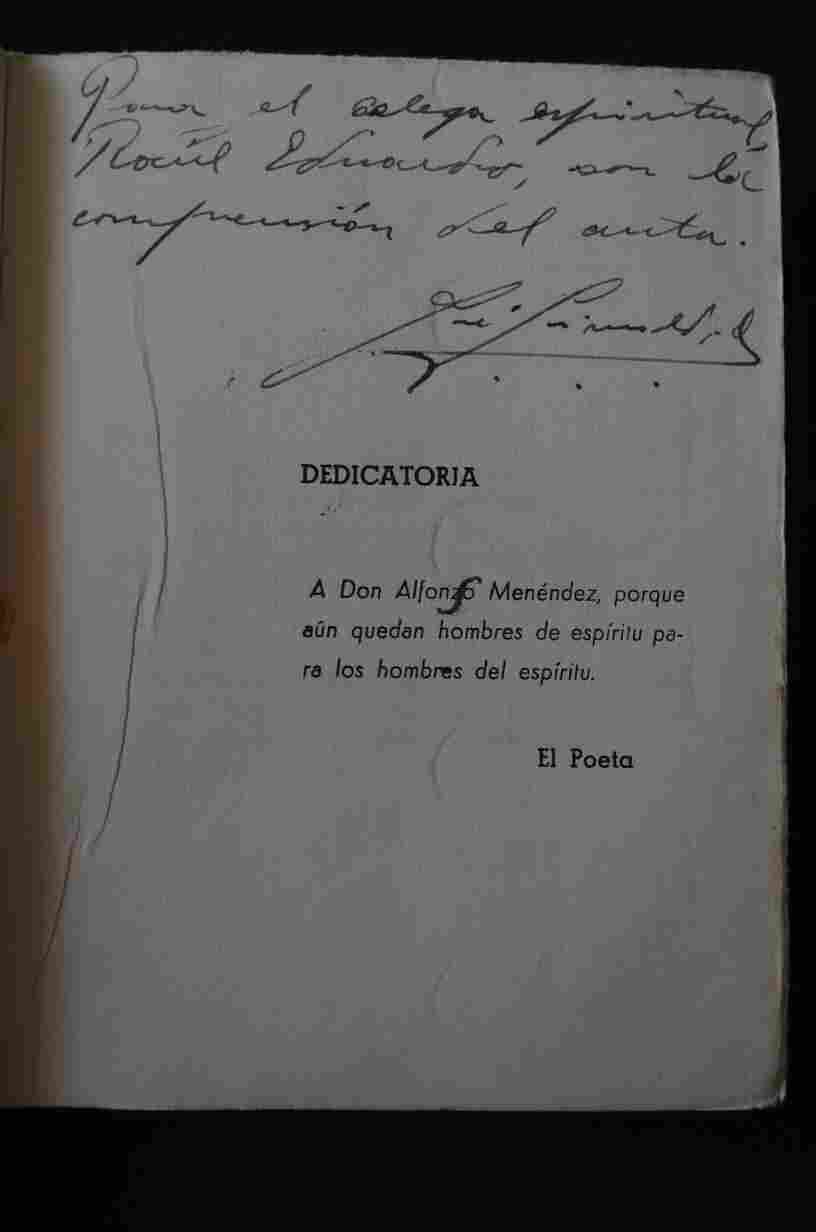 Para el colega espiritual,
Raúl Eduardo, con la
comprensión del autor.
DEDICATORIA
A Don Alfonzo Menéndez, porque
aún quedan hombres de espíritu pa-
ra los hombres del espíritu.
El Poeta